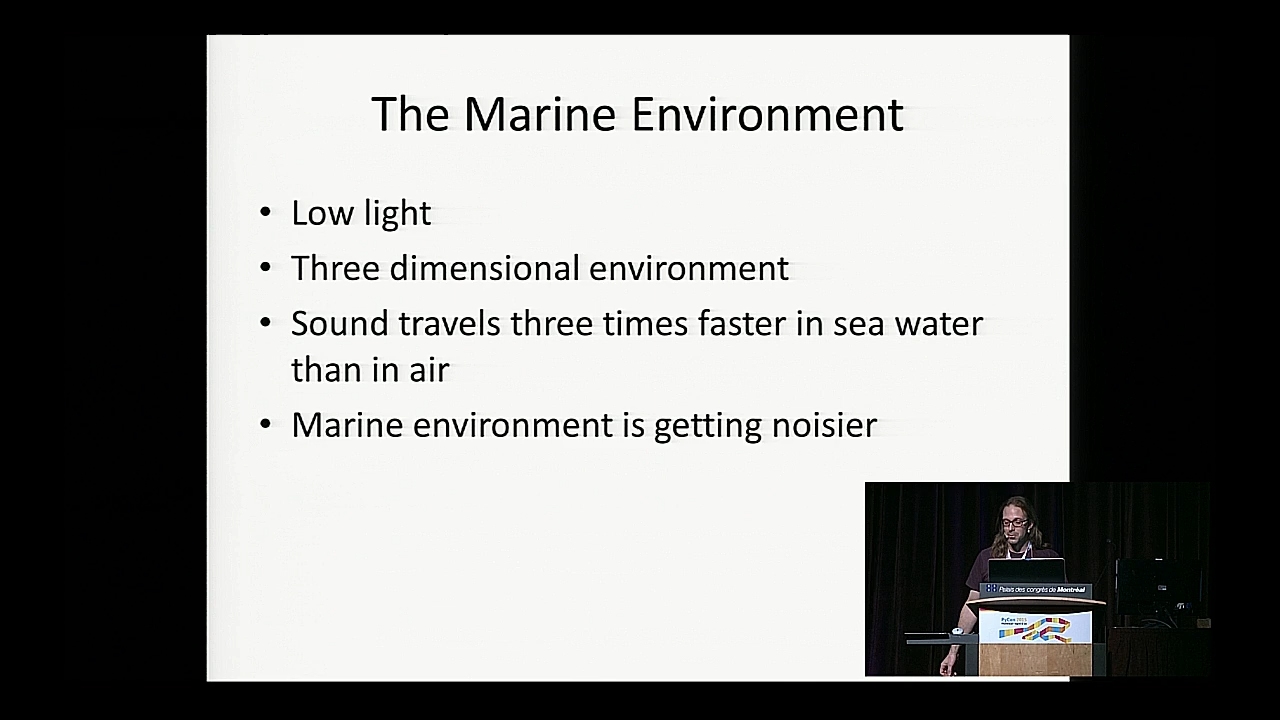 The Marine Environment
• Low light
• Three dimensional environment
• Sound travels three times faster in sea water
than in air
• Marine environment is getting noisier
Palais des congrès de Montréal
PyCon 2015